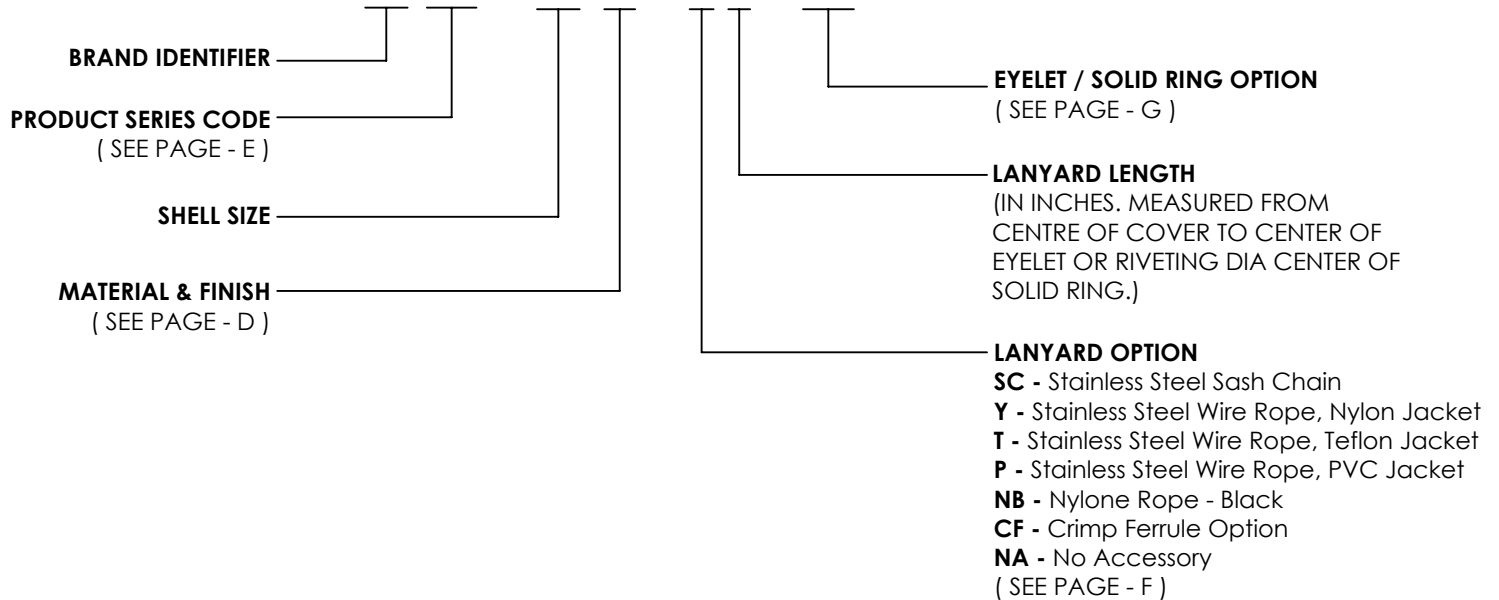 BRAND IDENTIFIER
PRODUCT SERIES CODE
( SEE PAGE - E )
SHELL SIZE
MATERIAL & FINISH
( SEE PAGE - D )
EYELET / SOLID RING OPTION
( SEE PAGE - G )
LANYARD LENGTH
(IN INCHES. MEASURED FROM
CENTRE OF COVER TO CENTER OF
EYELET OR RIVETING DIA CENTER OF
SOLID RING.)
LANYARD OPTION
SC - Stainless Steel Sash Chain
Y - Stainless Steel Wire Rope, Nylon Jacket
T - Stainless Steel Wire Rope, Teflon Jacket
P - Stainless Steel Wire Rope, PVC Jacket
NB - Nylone Rope - Black
CF - Crimp Ferrule Option
NA - No Accessory
( SEE PAGE - F )